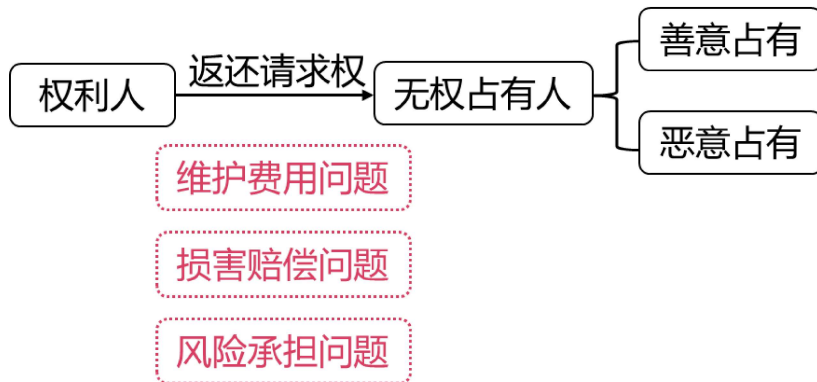 善意占有
返还请求权
权利人
无权占有人
恶意占有
维护费用问题
损害赔偿问题
风险承担问题